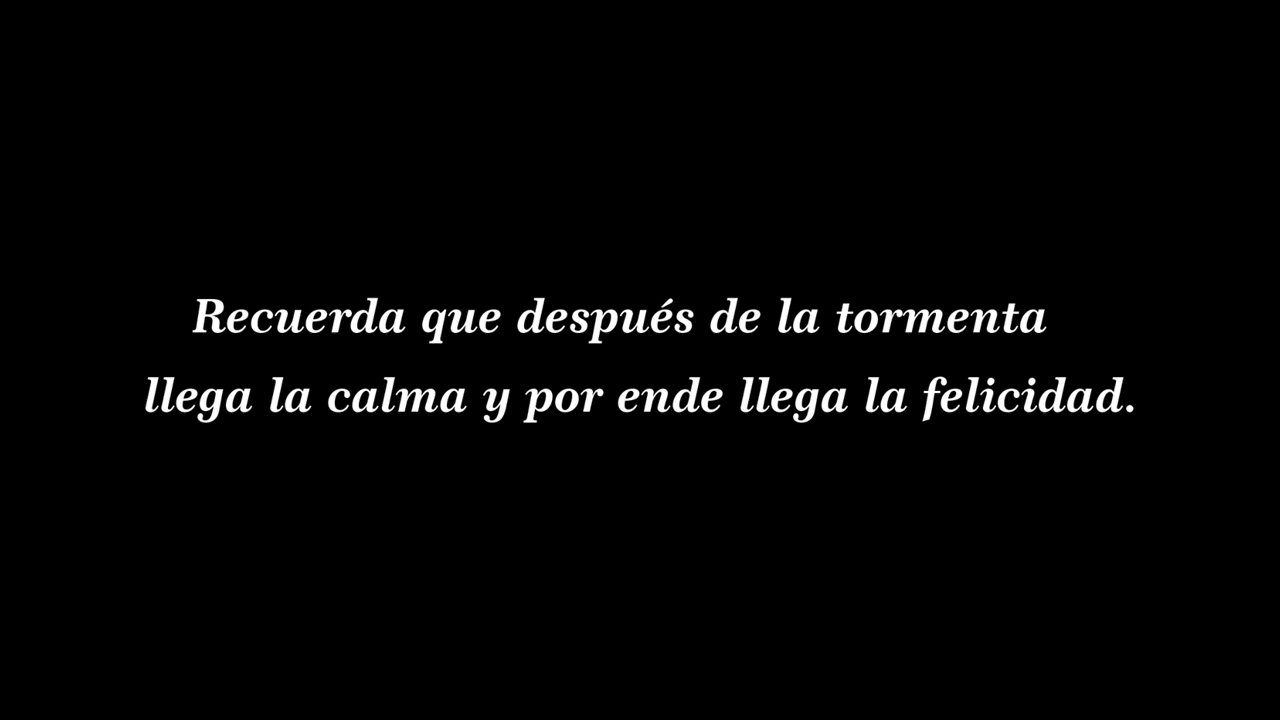 Recuerda que después de la tormenta
llega la calma y por ende llega la felicidad.